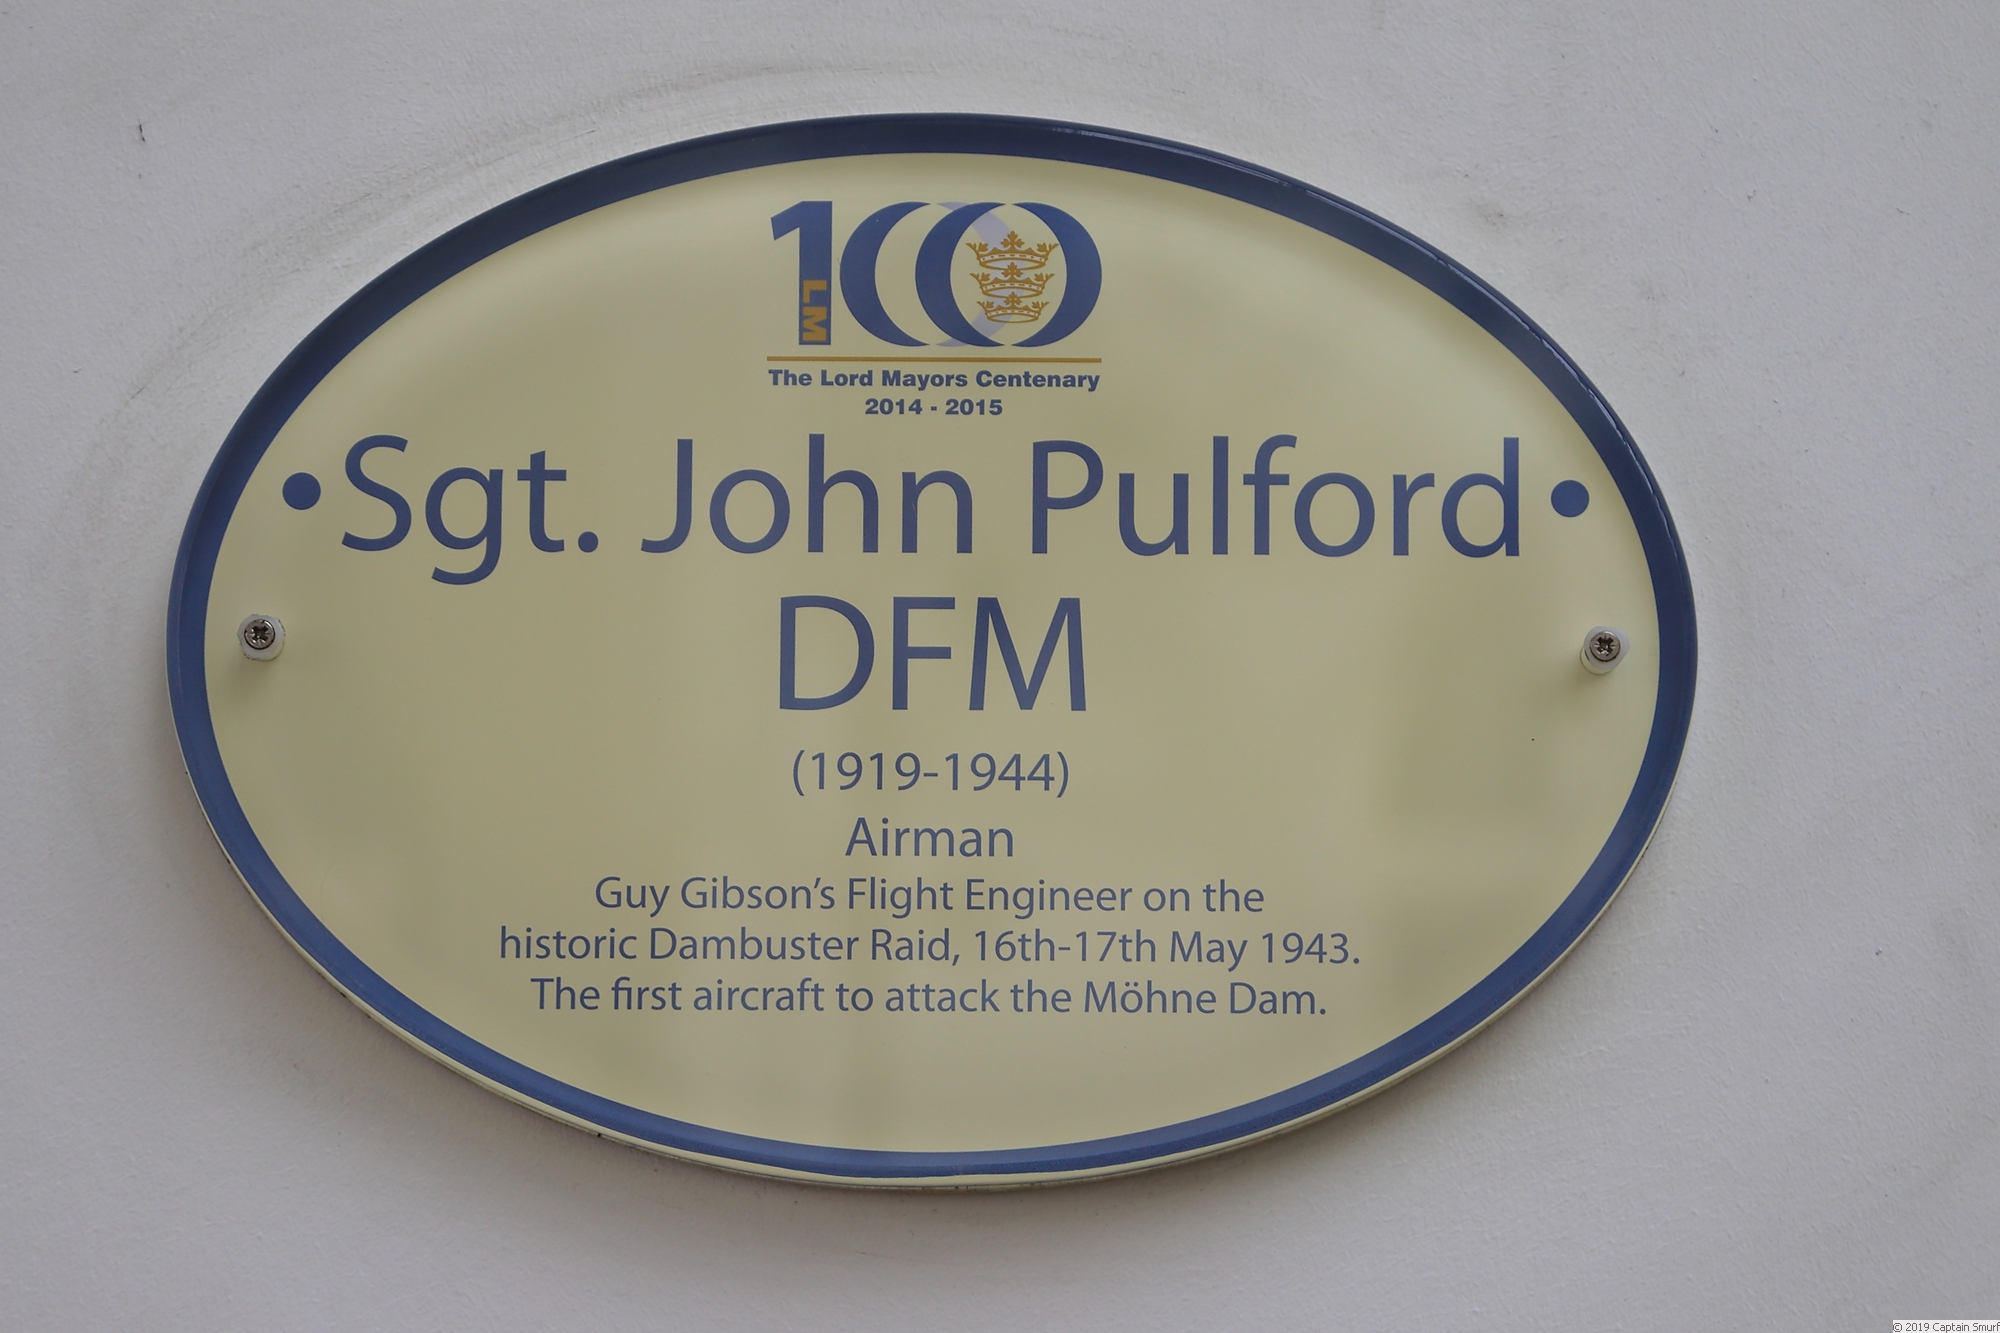 100
LM
The Lord Mayors Centenary
2014 - 2015
•Sgt. John Pulford•
DFM
(1919-1944)
Airman
Guy Gibson’s Flight Engineer on the
historic Dambuster Raid, 16th-17th May 1943.
The first aircraft to attack the Möhne Dam.
© 2019 Captain Smurf